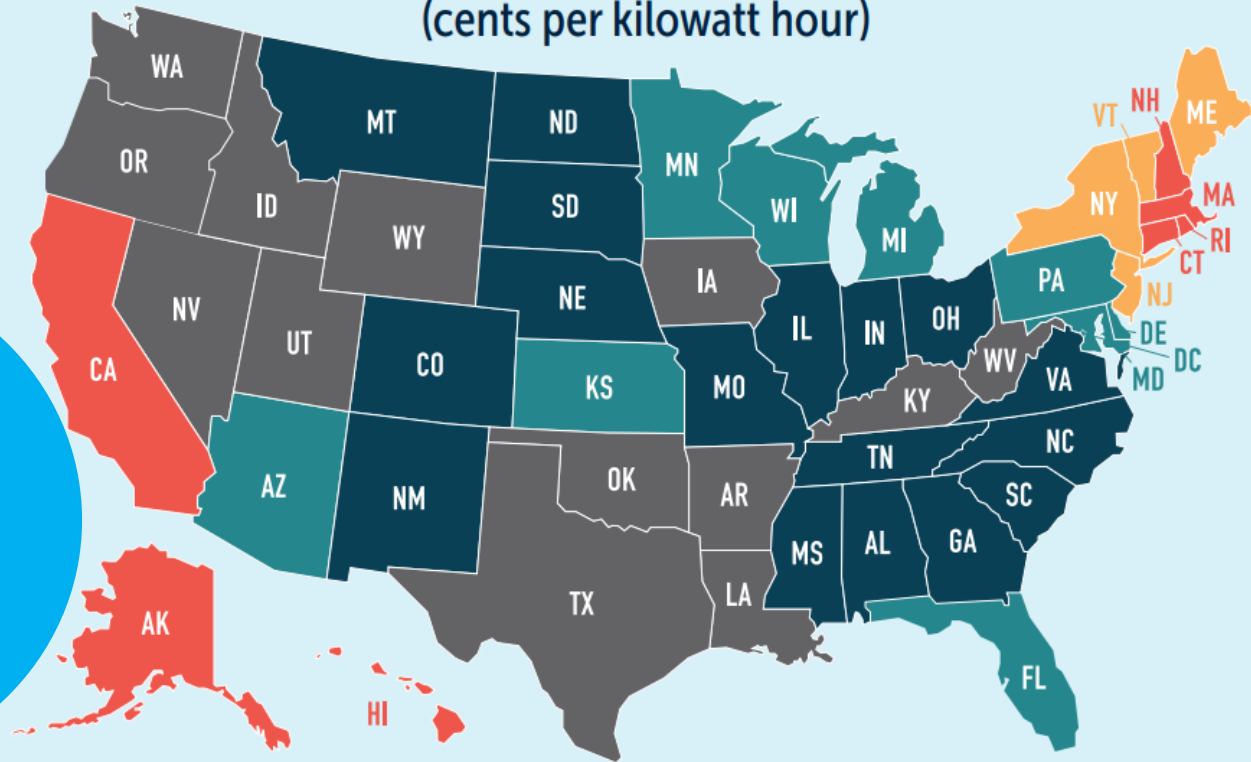 (cents per kilowatt hour)
WA
MT
ND
MN
VT
NH
ME
OR
ID
SD
WI
NY
MA
WY
MI
RI
CT
IA
PA
NV
NE
NJ
UT
IL
IN
OH
DE
CA
CO
KS
MO
WV
VA
DC
MD
KY
NC
AZ
NM
OK
TN
AR
SC
MS
AL
GA
TX
LA
AK
FL
HI